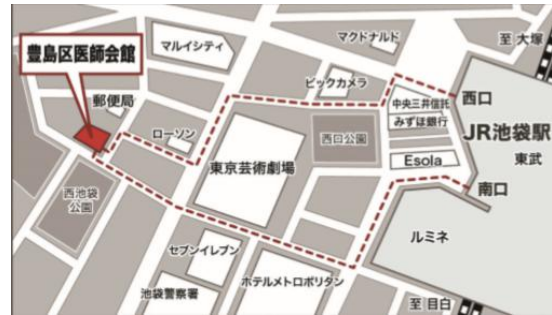 マルイシティ
マクドナルド
至 大塚
豊島区医師会館
ビックカメラ
郵便局
中央三井信託
西口
みずほ銀行
JR池袋駅
ローソン
西口公園
東京芸術劇場
Esola
東武
南口
西池袋
公園
ルミネ
セブンイレブン
池袋警察署
ホテルメトロポリタン
至 目白